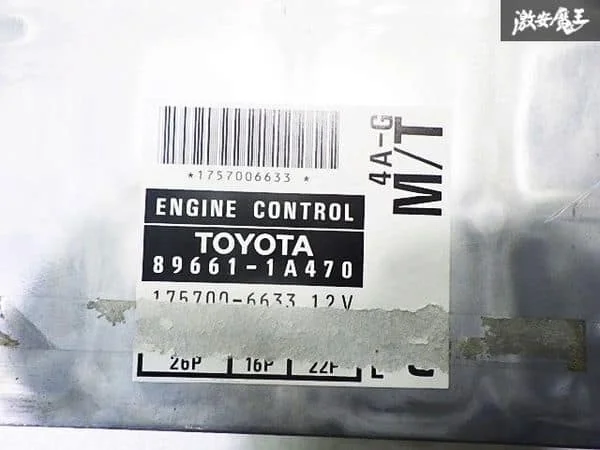 激安魔王
*1757006633 *
4A-G
M/T
ENGINE CONTROL
TOYOTA
89661-1A470
175700-6633 12V
26P 16P 22P